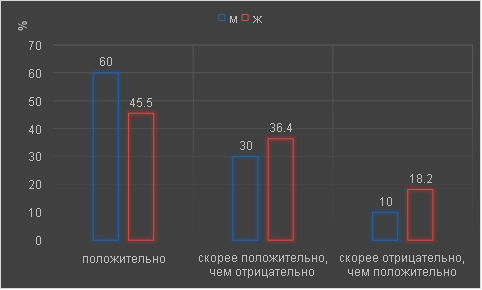 м ж
%
70
60
50
40
30
20
10
0
60
45.5
30
36.4
10
18.2
положительно
скорее положительно,
чем отрицательно
скорее отрицательно,
чем положительно